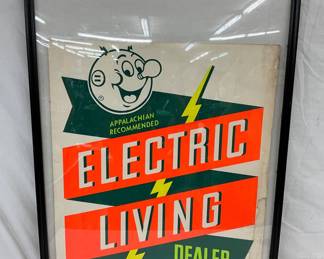 APPALACHIAN
RECOMMENDED
ELECTRIC
LIVING
DEALER